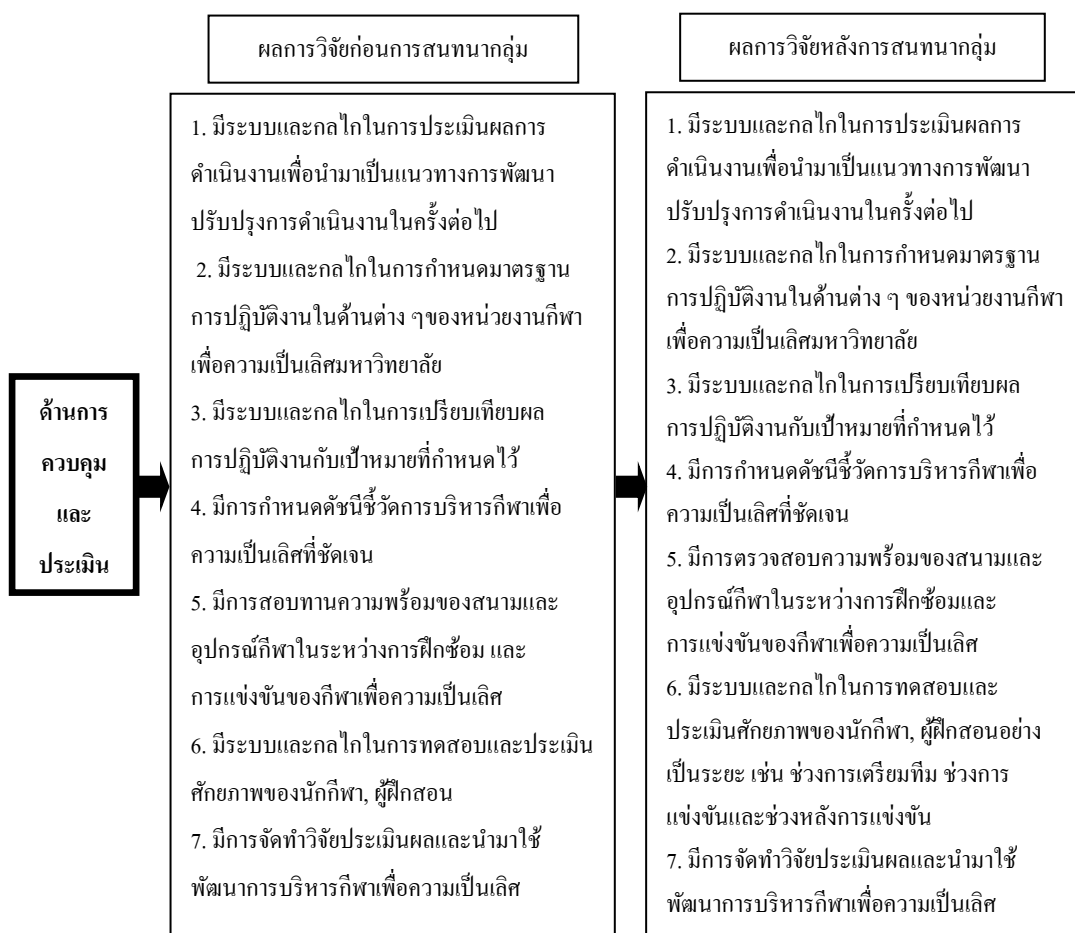 ผลการวิจัยก่อนการสนทนากลุ่ม
1. มีระบบและกลไกในการประเมินผลการ
ดำเนินงานเพื่อนำมาเป็นแนวทางการพัฒนา
ปรับปรุงการดำเนินงานในครั้งต่อไป
2. มีระบบและกลไกในการกำหนดมาตรฐาน
การปฏิบัติงานในด้านต่าง ๆของหน่วยงานกีฬา
เพื่อความเป็นเลิศมหาวิทยาลัย
3. มีระบบและกลไกในการเปรียบเทียบผล
การปฏิบัติงานกับเป้าหมายที่กำหนดไว้
4. มีการกำหนดดัชนีชี้วัดการบริหารกีฬาเพื่อ
ความเป็นเลิศที่ชัดเจน
5. มีการสอบทานความพร้อมของสนามและ
อุปกรณ์กีฬาในระหว่างการฝึกซ้อม และ
การแข่งขันของกีฬาเพื่อความเป็นเลิศ
6. มีระบบและกลไกในการทดสอบและประเมิน
ศักยภาพของนักกีฬา, ผู้ฝึกสอน
7. มีการจัดทำวิจัยประเมินผลและนำมาใช้
พัฒนาการบริหารกีฬาเพื่อความเป็นเลิศ
ผลการวิจัยหลังการสนทนากลุ่ม
1. มีระบบและกลไกในการประเมินผลการ
ดำเนินงานเพื่อนำมาเป็นแนวทางการพัฒนา
ปรับปรุงการดำเนินงานในครั้งต่อไป
2. มีระบบและกลไกในการกำหนดมาตรฐาน
การปฏิบัติงานในด้านต่าง ๆ ของหน่วยงานกีฬา
เพื่อความเป็นเลิศมหาวิทยาลัย
3. มีระบบและกลไกในการเปรียบเทียบผล
การปฏิบัติงานกับเป้าหมายที่กำหนดไว้
4. มีการกำหนดดัชนีชี้วัดการบริหารกีฬาเพื่อ
ความเป็นเลิศที่ชัดเจน
5. มีการตรวจสอบความพร้อมของสนามและ
อุปกรณ์กีฬาในระหว่างการฝึกซ้อมและ
การแข่งขันของกีฬาเพื่อความเป็นเลิศ
6. มีระบบและกลไกในการทดสอบและ
ประเมินศักยภาพของนักกีฬา, ผู้ฝึกสอนอย่าง
เป็นระยะ เช่น ช่วงการเตรียมทีม ช่วงการ
แข่งขันและช่วงหลังการแข่งขัน
7. มีการจัดทำวิจัยประเมินผลและนำมาใช้
พัฒนาการบริหารกีฬาเพื่อความเป็นเลิศ
ด้านการ
ควบคุม
และ
ประเมิน